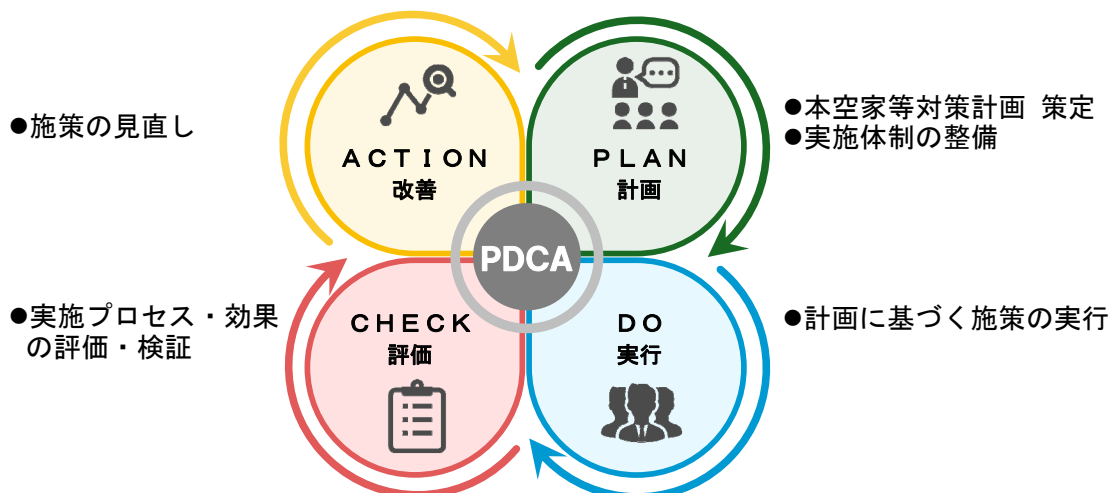 ●施策の見直し
ＡＣＴＩＯＮ
改善
ＰＬＡＮ
計画
●本空家等対策計画 策定
●実施体制の整備
PDCA
●実施プロセス・効果
の評価・検証
ＣＨＥＣＫ
評価
ＤＯ
実行
●計画に基づく施策の実行